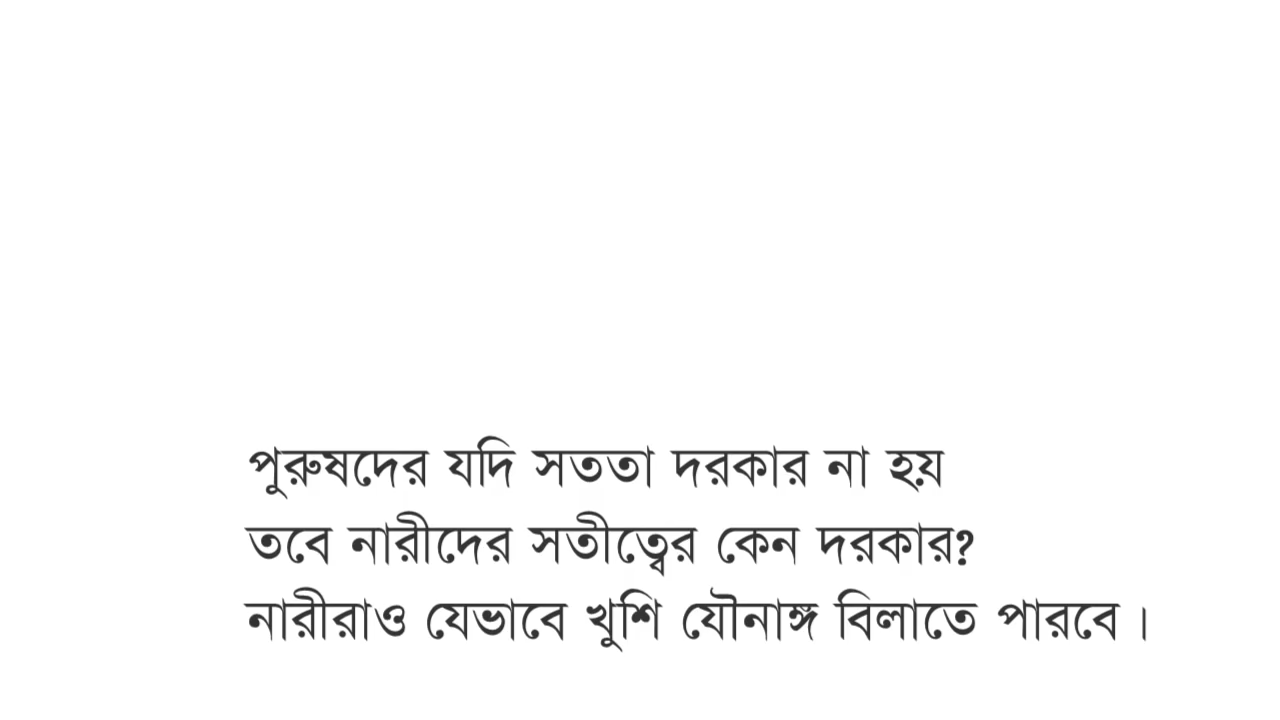 পুরুষদের যদি সততা দরকার না হয়
তবে নারীদের সতীত্বের কেন দরকার?
নারীরাও যেভাবে খুশি যৌনাঙ্গ বিলাতে পারবে।